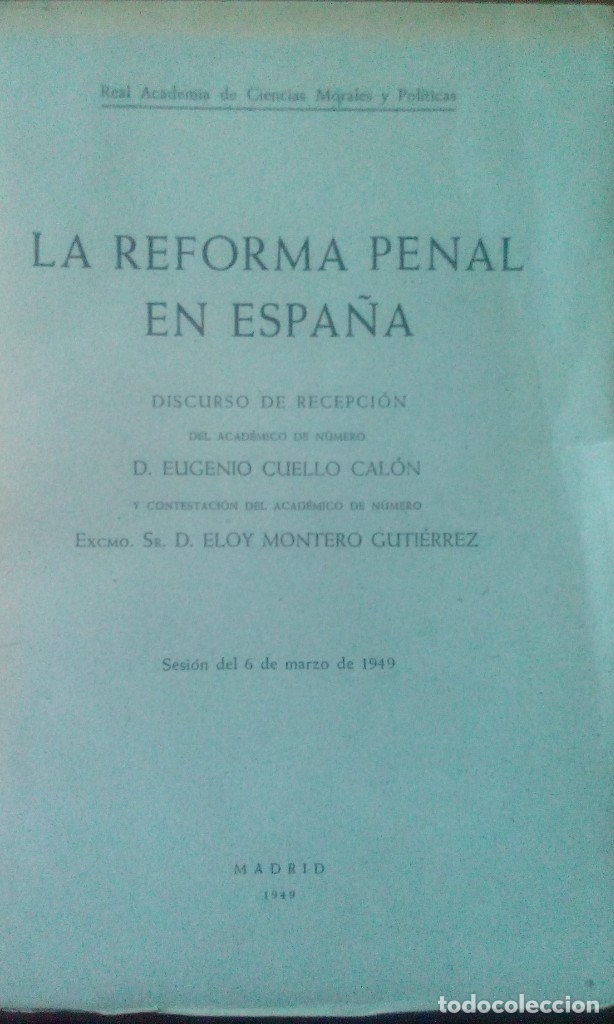 Real Academia de Ciencias Morales y Políticas
LA REFORMA PENAL
EN ESPAÑA
DISCURSO DE RECEPCIÓN
DEL ACADÉMICO DE NÚMERO
D. EUGENIO CUELLO CALÓN
Y CONTESTACIÓN DEL ACADÉMICO DE NÚMERO
EXCMO. SR. D. ELOY MONTERO GUTIÉRREZ
Sesión del 6 de marzo de 1949
MADRID
1949
todocoleccion